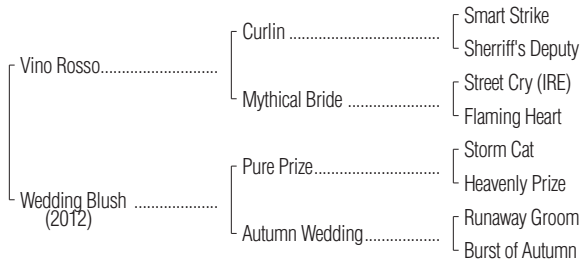 Smart Strike
Curlin ........................................
Sherriff's Deputy
Vino Rosso...............................
Street Cry (IRE)
Mythical Bride ........................
Flaming Heart
Storm Cat
Pure Prize.................................
Heavenly Prize
Wedding Blush ......................
(2012)
Runaway Groom
Autumn Wedding....................
Burst of Autumn